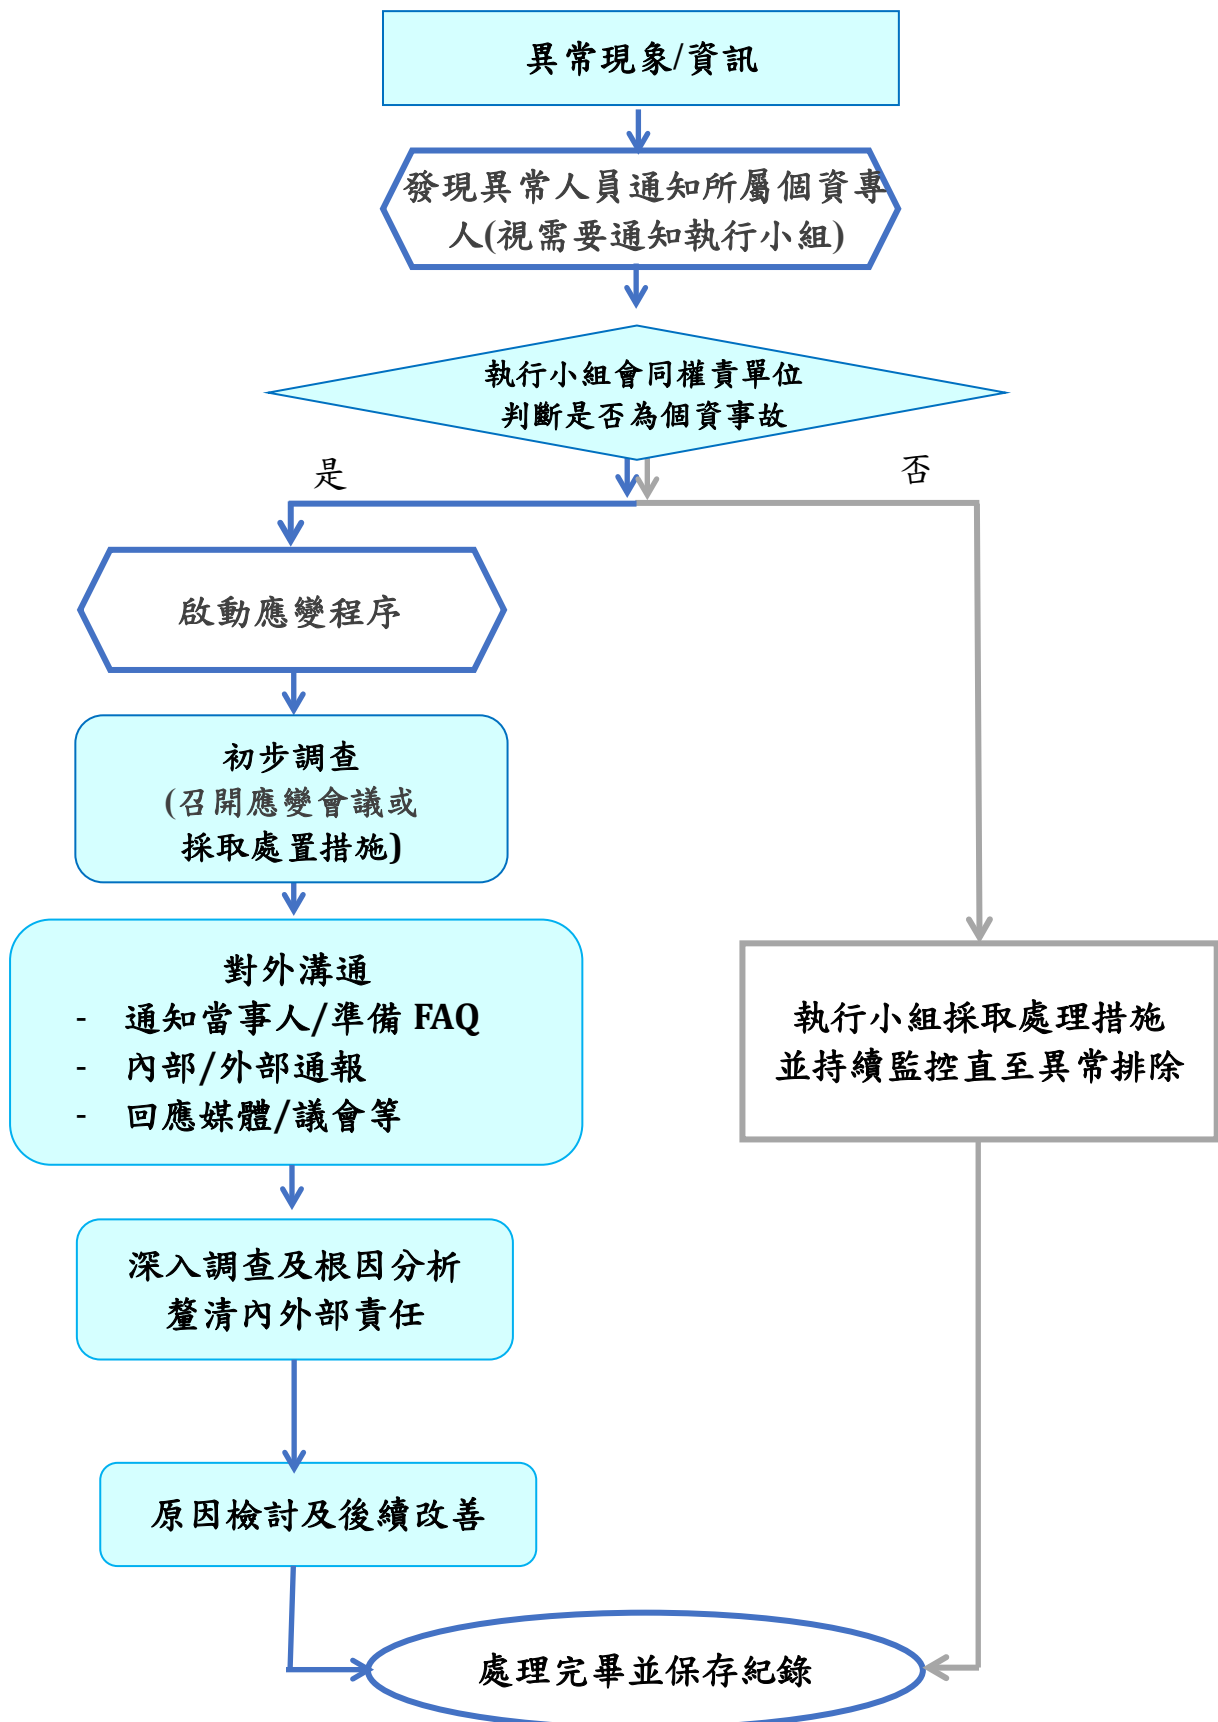 異常現象/資訊
發現異常人員通知所屬個資專
人(視需要通知執行小組)
執行小組會同權責單位
判斷是否為個資事故
是
否
啟動應變程序
初步調查
(召開應變會議或
採取處置措施)
對外溝通
- 通知當事人/準備 FAQ
- 內部/外部通報
- 回應媒體/議會等
執行小組採取處理措施
並持續監控直至異常排除
深入調查及根因分析
釐清內外部責任
原因檢討及後續改善
處理完畢並保存紀錄